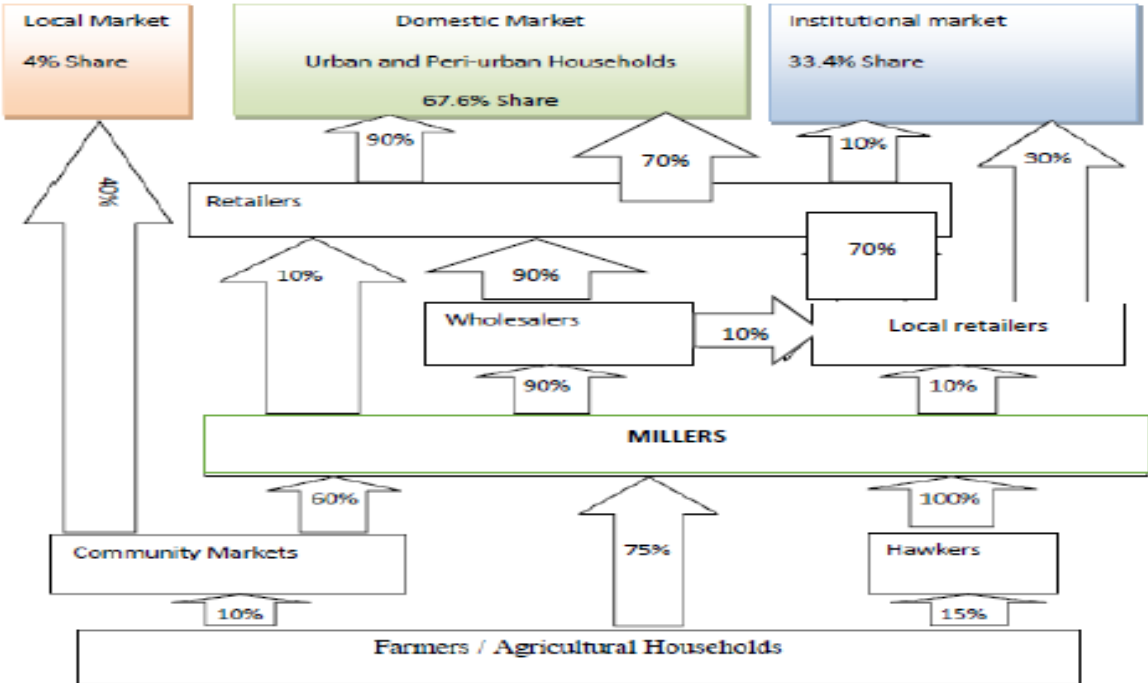 Local Market
4% Share
Domestic Market
Urban and Peri-urban Households
67.6% Share
Institutional market
33.4% Share
40%
90%
70%
10%
30%
Retailers
10%
90%
70%
Wholesalers
10%
Local retailers
90%
10%
MILLERS
60%
75%
100%
Community Markets
Hawkers
10%
15%
Farmers / Agricultural Households